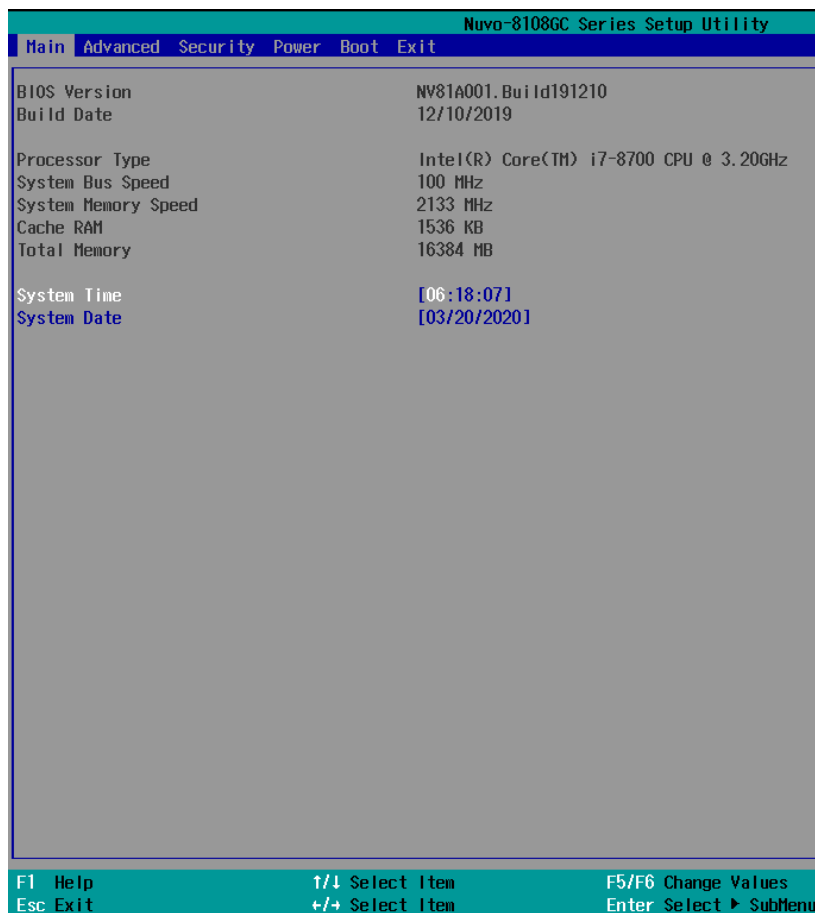 Nuvo-8108GC Series Setup Utility
Main Advanced Security Power Boot Exit
BIOS Version NV81A001.Build191210
Build Date 12/10/2019
Processor Type Intel(R) Core(TM) i7-8700 CPU @ 3.20GHz
System Bus Speed 100 MHz
System Memory Speed 2133 MHz
Cache RAM 1536 KB
Total Memory 16384 MB
System Time [06:18:07]
System Date [03/20/2020]
F1 Help ↑/↓ Select Item F5/F6 Change Values
Esc Exit ←/→ Select Item Enter Select ▶ SubMenu